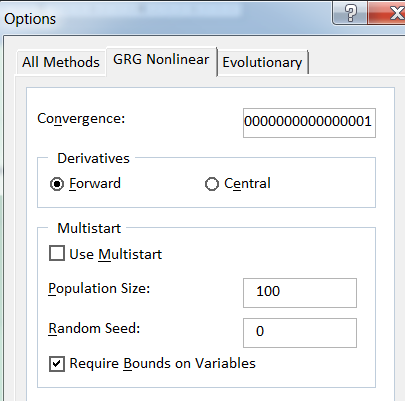 Options
All Methods GRG Nonlinear Evolutionary
Convergence: 0000000000000001
Derivatives
Forward Central
Multistart
Use Multistart
Population Size: 100
Random Seed: 0
Require Bounds on Variables